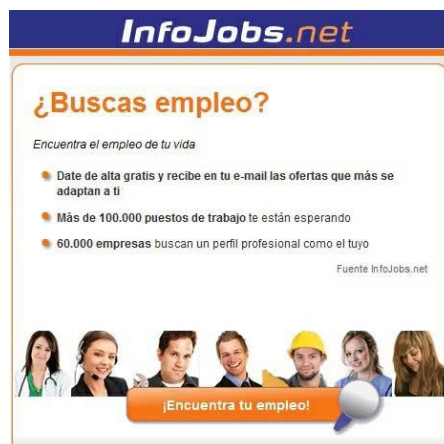 InfoJobs.net
¿Buscas empleo?
Encuentra el empleo de tu vida
Date de alta gratis y recibe en tu e-mail las ofertas que más se
adaptan a ti
Más de 100.000 puestos de trabajo te están esperando
60.000 empresas buscan un perfil profesional como el tuyo
Fuente InfoJobs.net
¡Encuentra tu empleo!